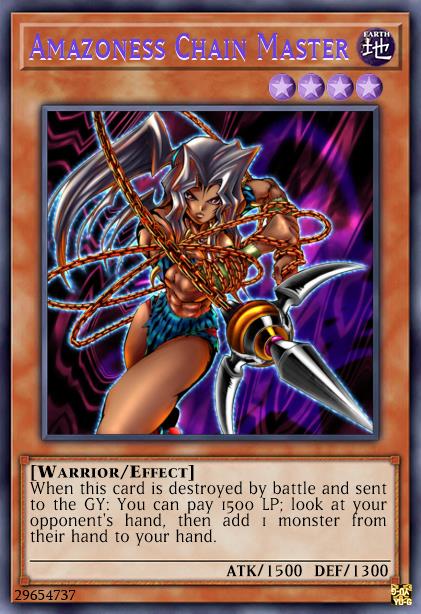 AMAZONESS CHAIN MASTER
EARTH
地
[WARRIOR/EFFECT]
When this card is destroyed by battle and sent
to the GY: You can pay 1500 LP; look at your
opponent's hand, then add 1 monster from
their hand to your hand.
ATK/1500 DEF/1300
29654737